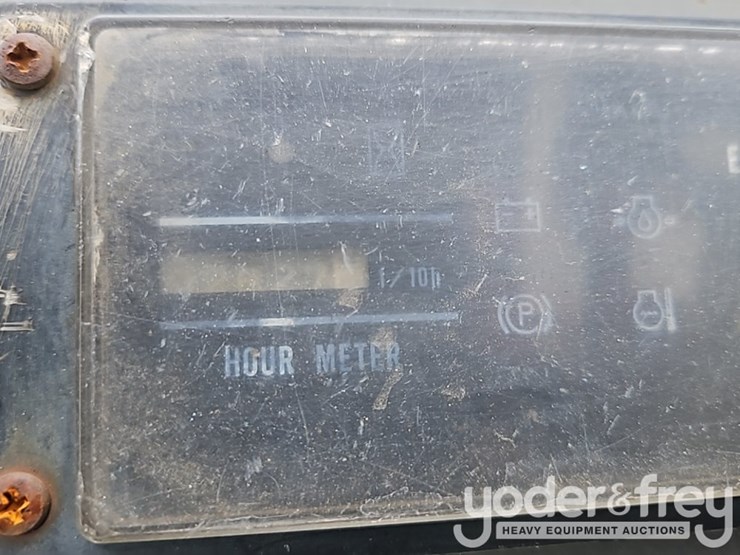 1/10h
HOUR METER
P
yoder&frey
HEAVY EQUIPMENT AUCTIONS